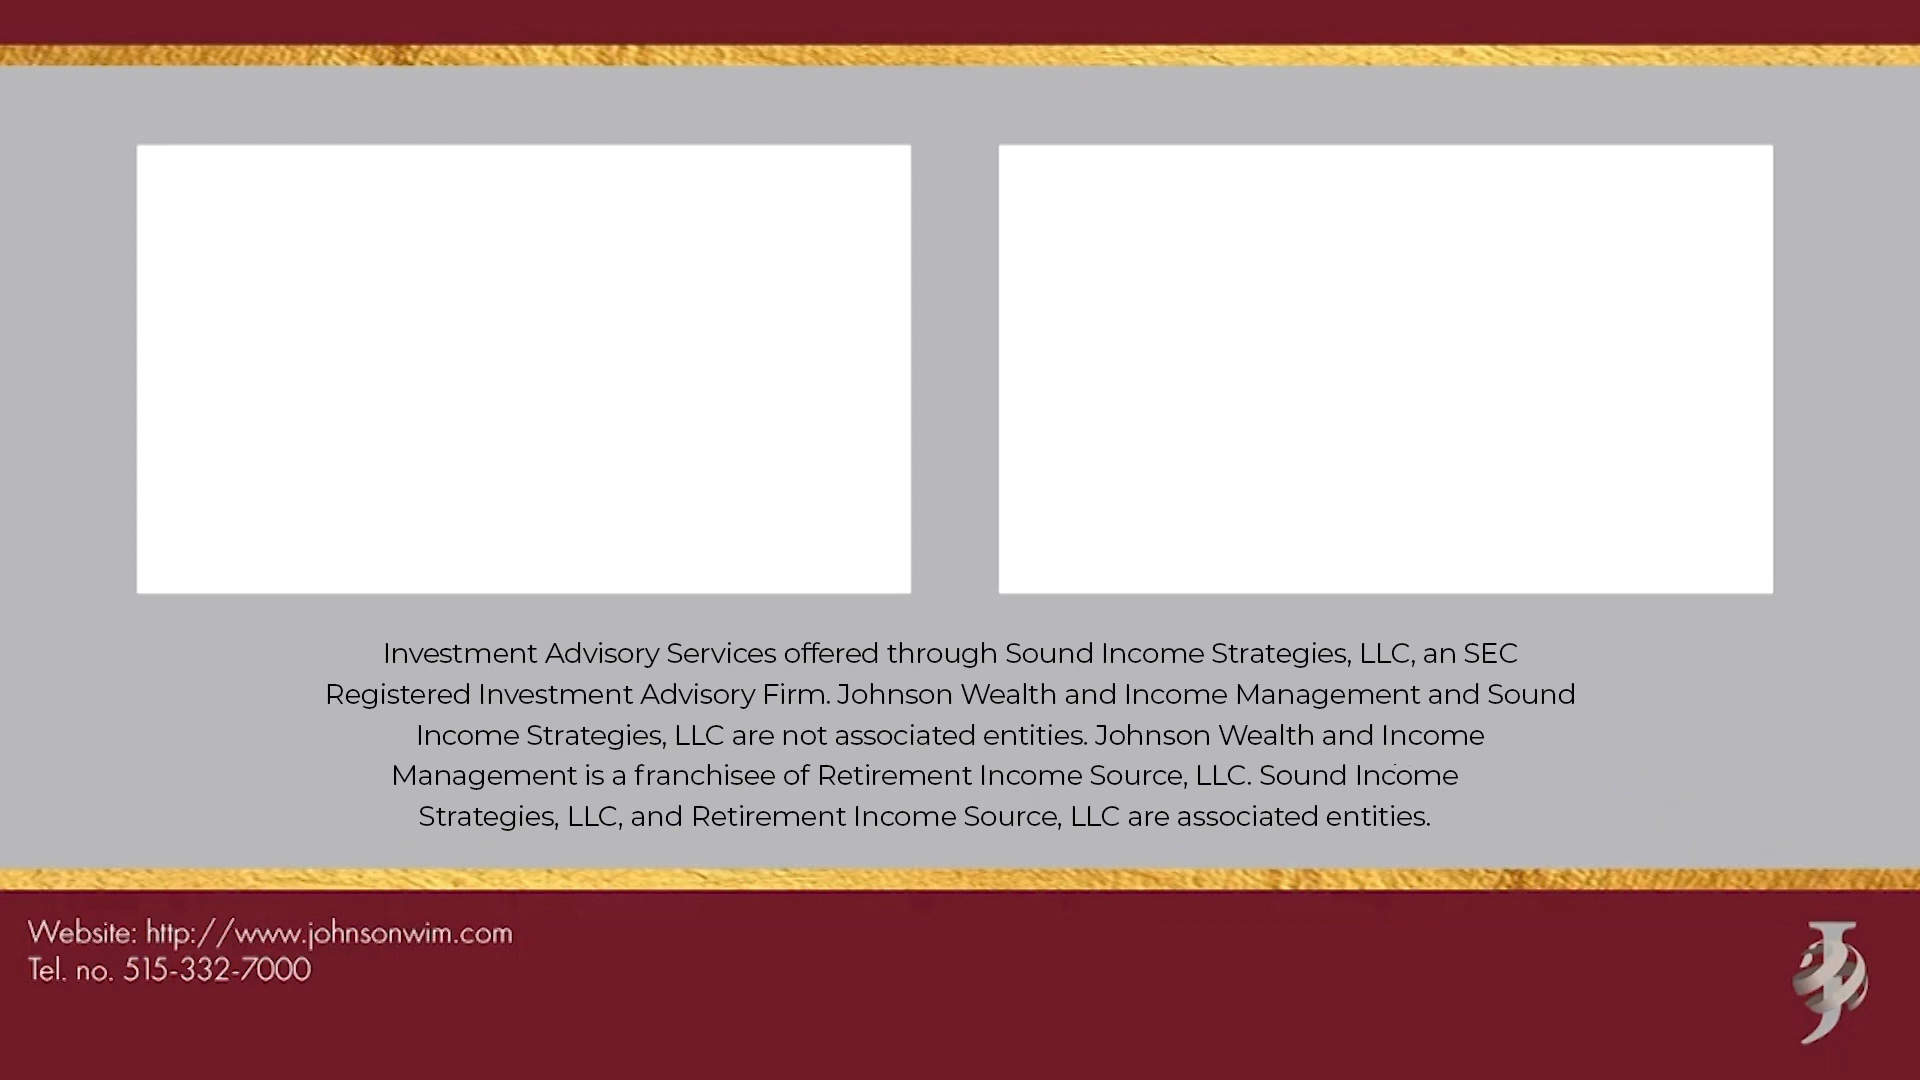 Investment Advisory Services offered through Sound Income Strategies, LLC, an SEC
Registered Investment Advisory Firm. Johnson Wealth and Income Management and Sound
Income Strategies, LLC are not associated entities. Johnson Wealth and Income
Management is a franchisee of Retirement Income Source, LLC. Sound Income
Strategies, LLC, and Retirement Income Source, LLC are associated entities.
Website: http://www.johnsonwim.com
Tel. no. 515-332-7000
J